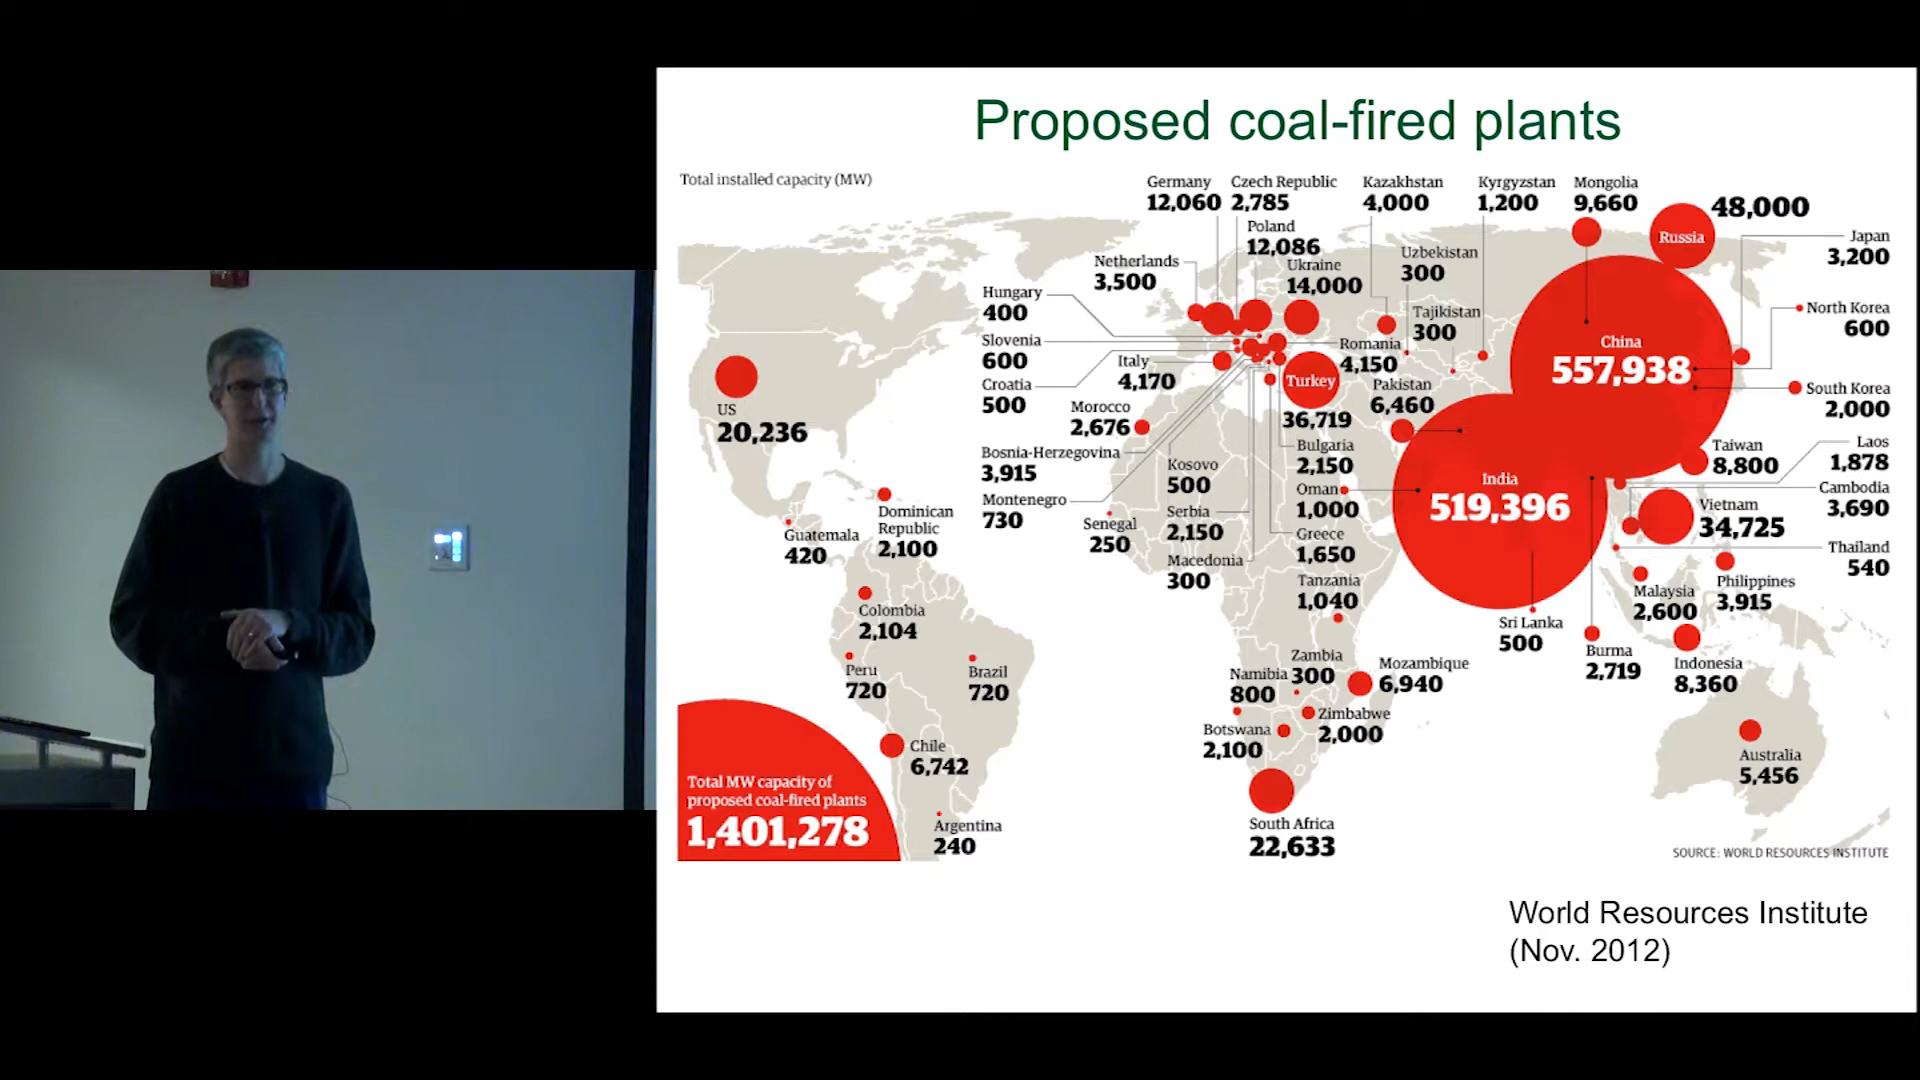 Proposed coal-fired plants
Total installed capacity (MW)
Germany
12,060
Czech Republic
2,785
Kazakhstan
4,000
Kyrgyzstan
1,200
Mongolia
9,660
Russia
48,000
Japan
3,200
Poland
12,086
Uzbekistan
300
Netherlands
3,500
Ukraine
14,000
Hungary
400
Tajikistan
300
North Korea
600
Slovenia
600
Romania
4,150
China
557,938
Italy
4,170
Croatia
500
Turkey
36,719
Pakistan
6,460
South Korea
2,000
US
20,236
Morocco
2,676
Bosnia-Herzegovina
3,915
Bulgaria
2,150
Taiwan
8,800
Laos
1,878
Kosovo
500
India
519,396
Oman
1,000
Cambodia
3,690
Montenegro
730
Vietnam
34,725
Dominican
Republic
2,100
Serbia
2,150
Senegal
250
Guatemala
420
Greece
1,650
Thailand
540
Macedonia
300
Tanzania
1,040
Malaysia
2,600
Philippines
3,915
Colombia
2,104
Sri Lanka
500
Burma
2,719
Indonesia
8,360
Zambia
300
Namibia
800
Mozambique
6,940
Peru
720
Brazil
720
Zimbabwe
2,000
Botswana
2,100
Chile
6,742
Australia
5,456
Total MW capacity of
proposed coal-fired plants
1,401,278
Argentina
240
South Africa
22,633
SOURCE: WORLD RESOURCES INSTITUTE
World Resources Institute
(Nov. 2012)